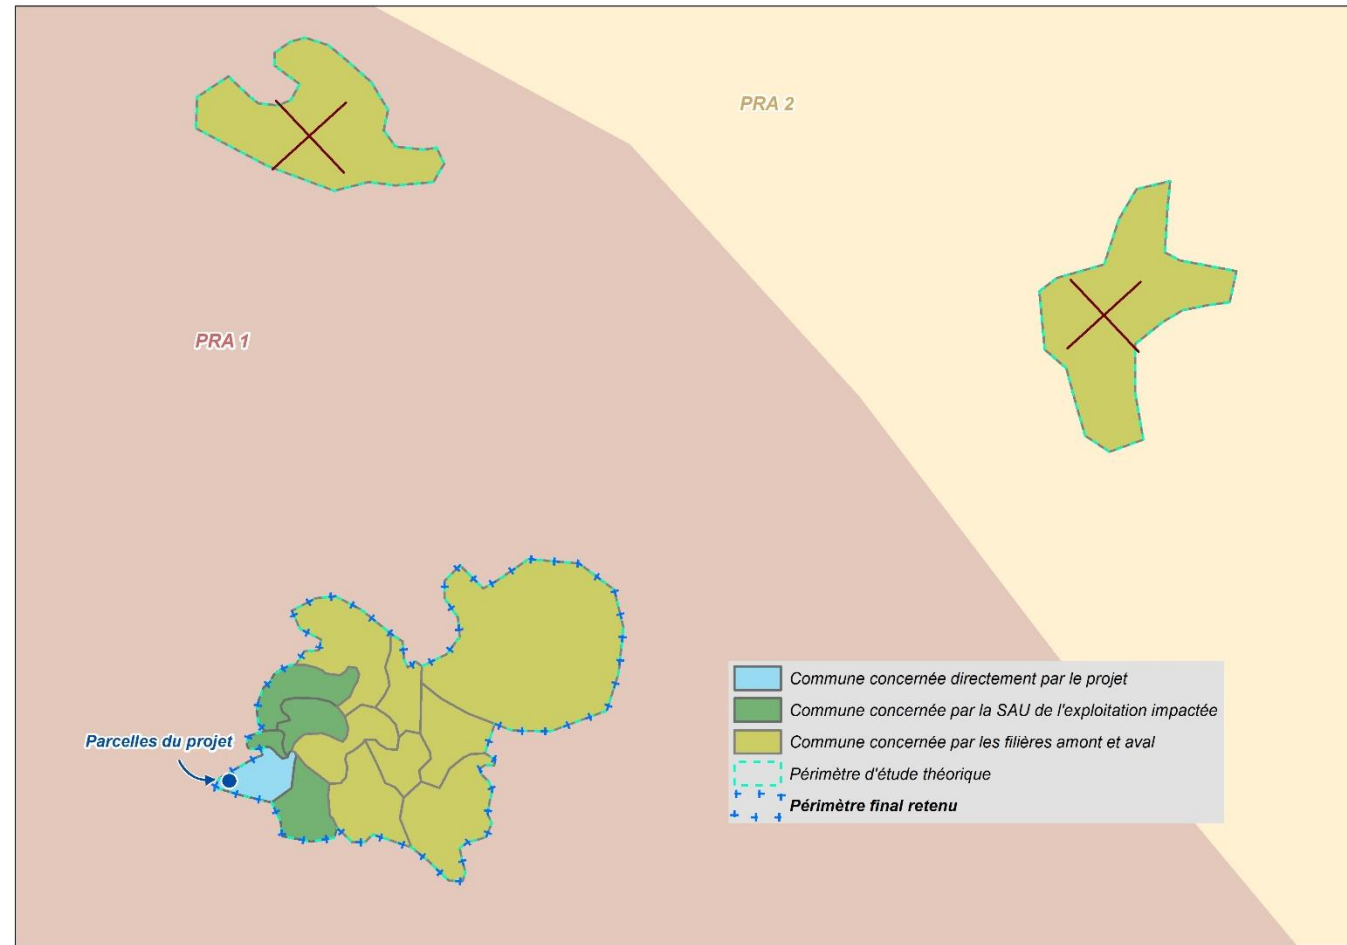 PRA 2
PRA 1
Parcelles du projet
Commune concernée directement par le projet
Commune concernée par la SAU de l'exploitation impactée
Commune concernée par les filières amont et aval
Périmètre d'étude théorique
Périmètre final retenu